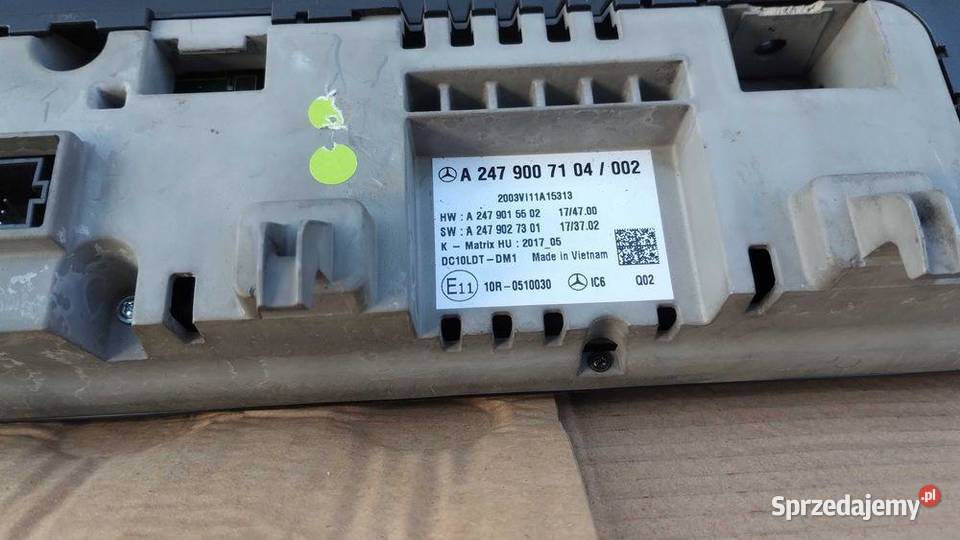 A 247 900 71 04 / 002
2003VI11A15313
HW : A 247 901 55 02 17/47.00
SW : A 247 902 73 01 17/37.02
K - Matrix HU : 2017_05
DC10LDT-DM1 Made in Vietnam
E11 10R-0510030 IC6 Q02
Sprzedajemy.pl